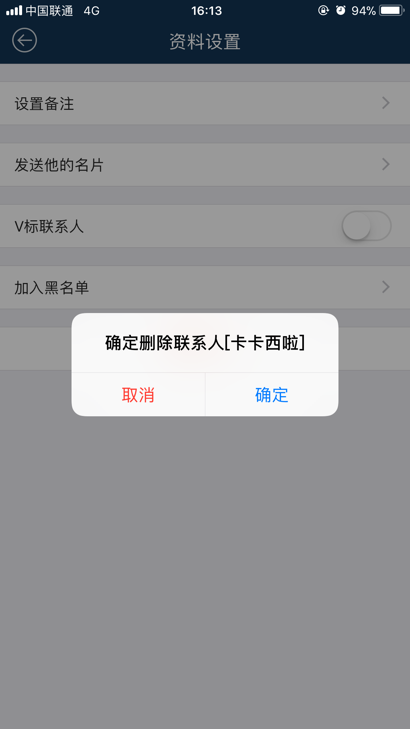 中国联通 4G 16:13 94%
资料设置
设置备注
发送他的名片
V标联系人
加入黑名单
确定删除联系人[卡卡西啦]
取消 确定